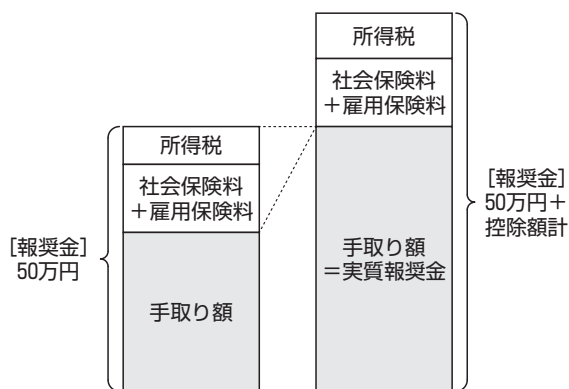 [報奨金]
50万円
所得税
社会保険料
＋雇用保険料
手取り額
所得税
社会保険料
＋雇用保険料
手取り額
＝実質報奨金
[報奨金]
50万円＋
控除額計